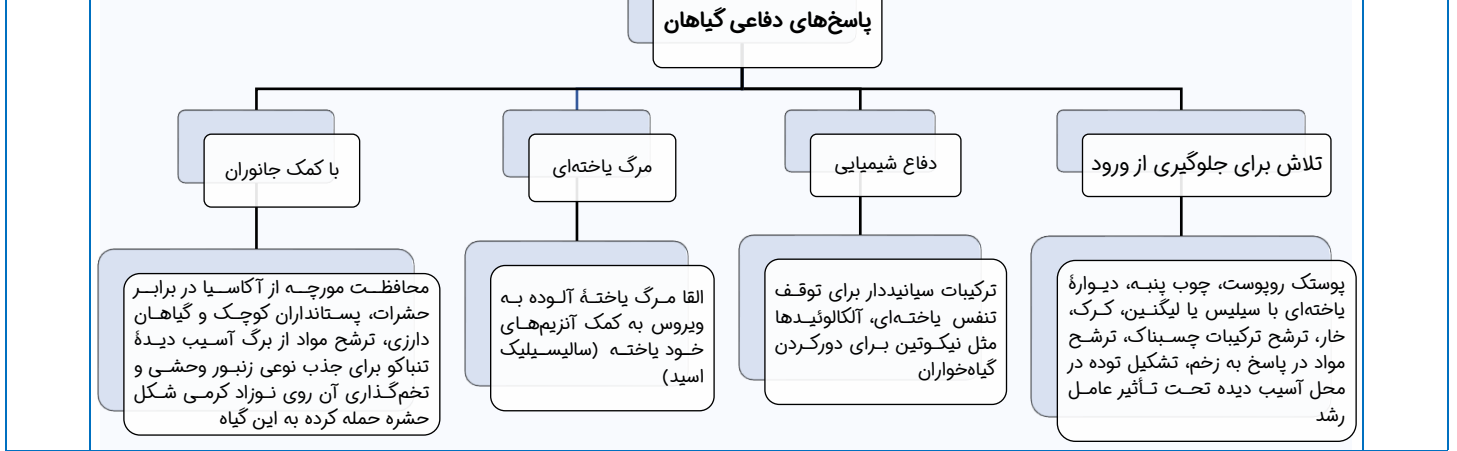 پاسخ‌های دفاعی گیاهان
تلاش برای جلوگیری از ورود
پوستک روپوست، چوب پنبه، دیوارهٔ
یاخته‌ای با سیلیس یا لیگنین، کرک،
خار، ترشح ترکیبات چسبناک، ترشح
مواد در پاسخ به زخم، تشکیل توده در
محل آسیب دیده تحت تأثیر عامل
رشد
دفاع شیمیایی
ترکیبات سیانیددار برای توقف
تنفس یاخته‌ای، آلکالوئیدها
مثل نیکوتین برای دورکردن
گیاه‌خواران
مرگ یاخته‌ای
القا مرگ یاختهٔ آلوده به
ویروس به کمک آنزیم‌های
خود یاخته (سالیسیلیک
اسید)
با کمک جانوران
محافظت مورچه از آکاسیا در برابر
حشرات، پستانداران کوچک و گیاهان
دارزی، ترشح مواد از برگ آسیب دیدهٔ
تنباکو برای جذب نوعی زنبور وحشی و
تخم‌گذاری آن روی نوزاد کرمی شکل
حشره حمله کرده به این گیاه